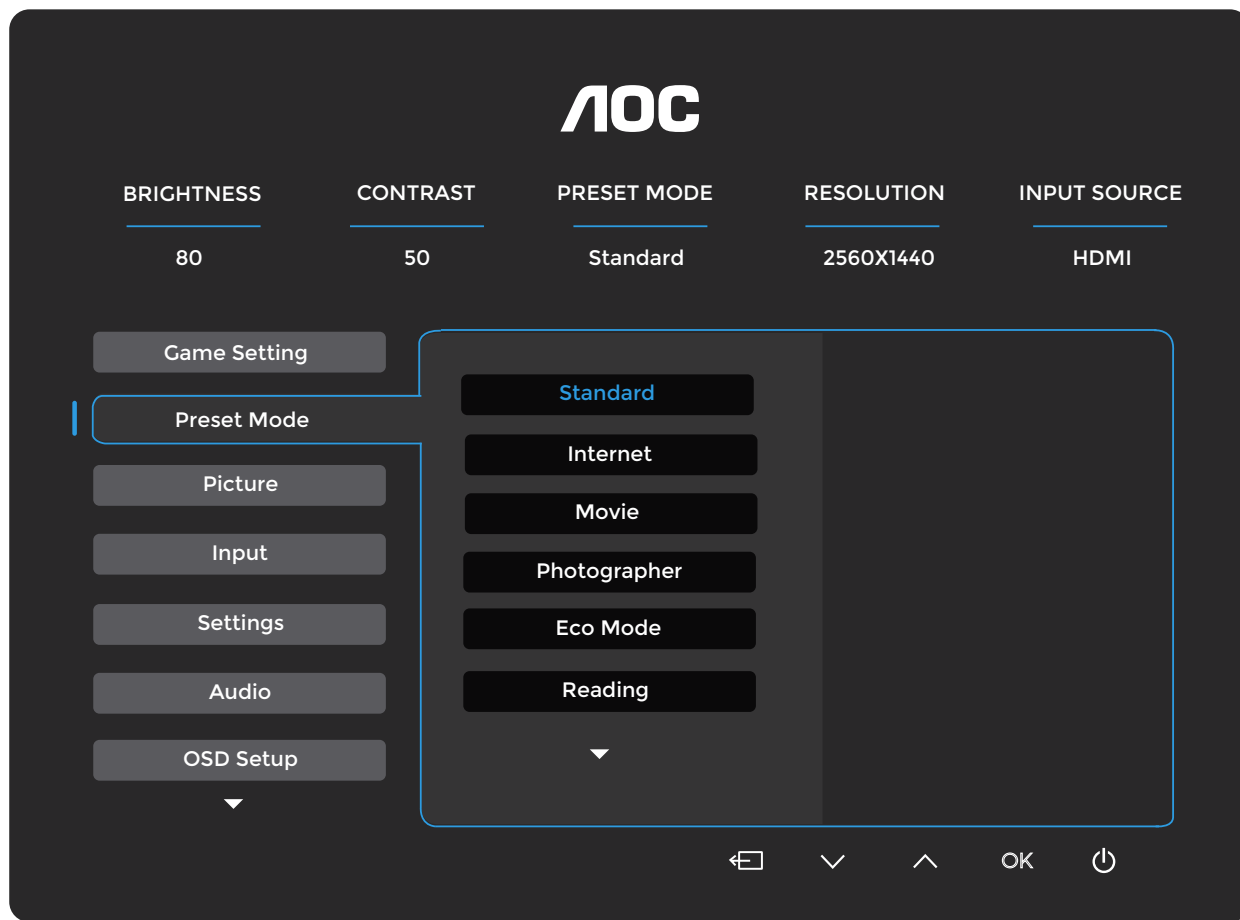 AOC
BRIGHTNESS CONTRAST PRESET MODE RESOLUTION INPUT SOURCE
80 50 Standard 2560X1440 HDMI
Game Setting
Preset Mode
Picture
Input
Settings
Audio
OSD Setup
Standard
Internet
Movie
Photographer
Eco Mode
Reading
OK